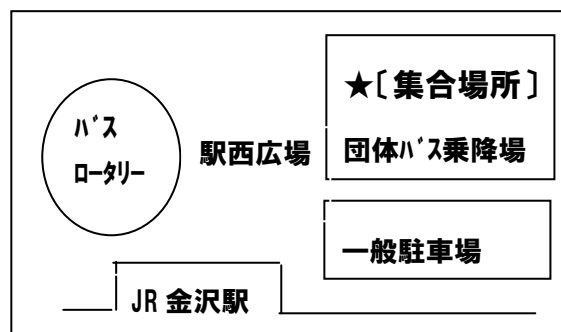 ★〔集合場所〕
バス
ロータリー
駅西広場
団体バス乗降場
一般駐車場
JR 金沢駅